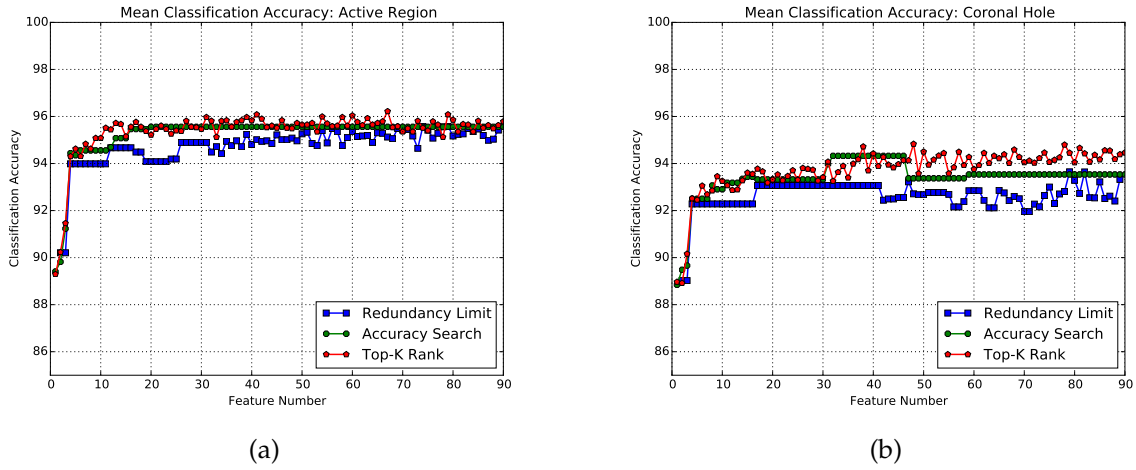 Mean Classification Accuracy: Active Region
100
98
96
94
92
90
88
86
Classification Accuracy
0 10 20 30 40 50 60 70 80 90
Feature Number
Redundancy Limit
Accuracy Search
Top-K Rank
(a)
Mean Classification Accuracy: Coronal Hole
100
98
96
94
92
90
88
86
Classification Accuracy
0 10 20 30 40 50 60 70 80 90
Feature Number
Redundancy Limit
Accuracy Search
Top-K Rank
(b)